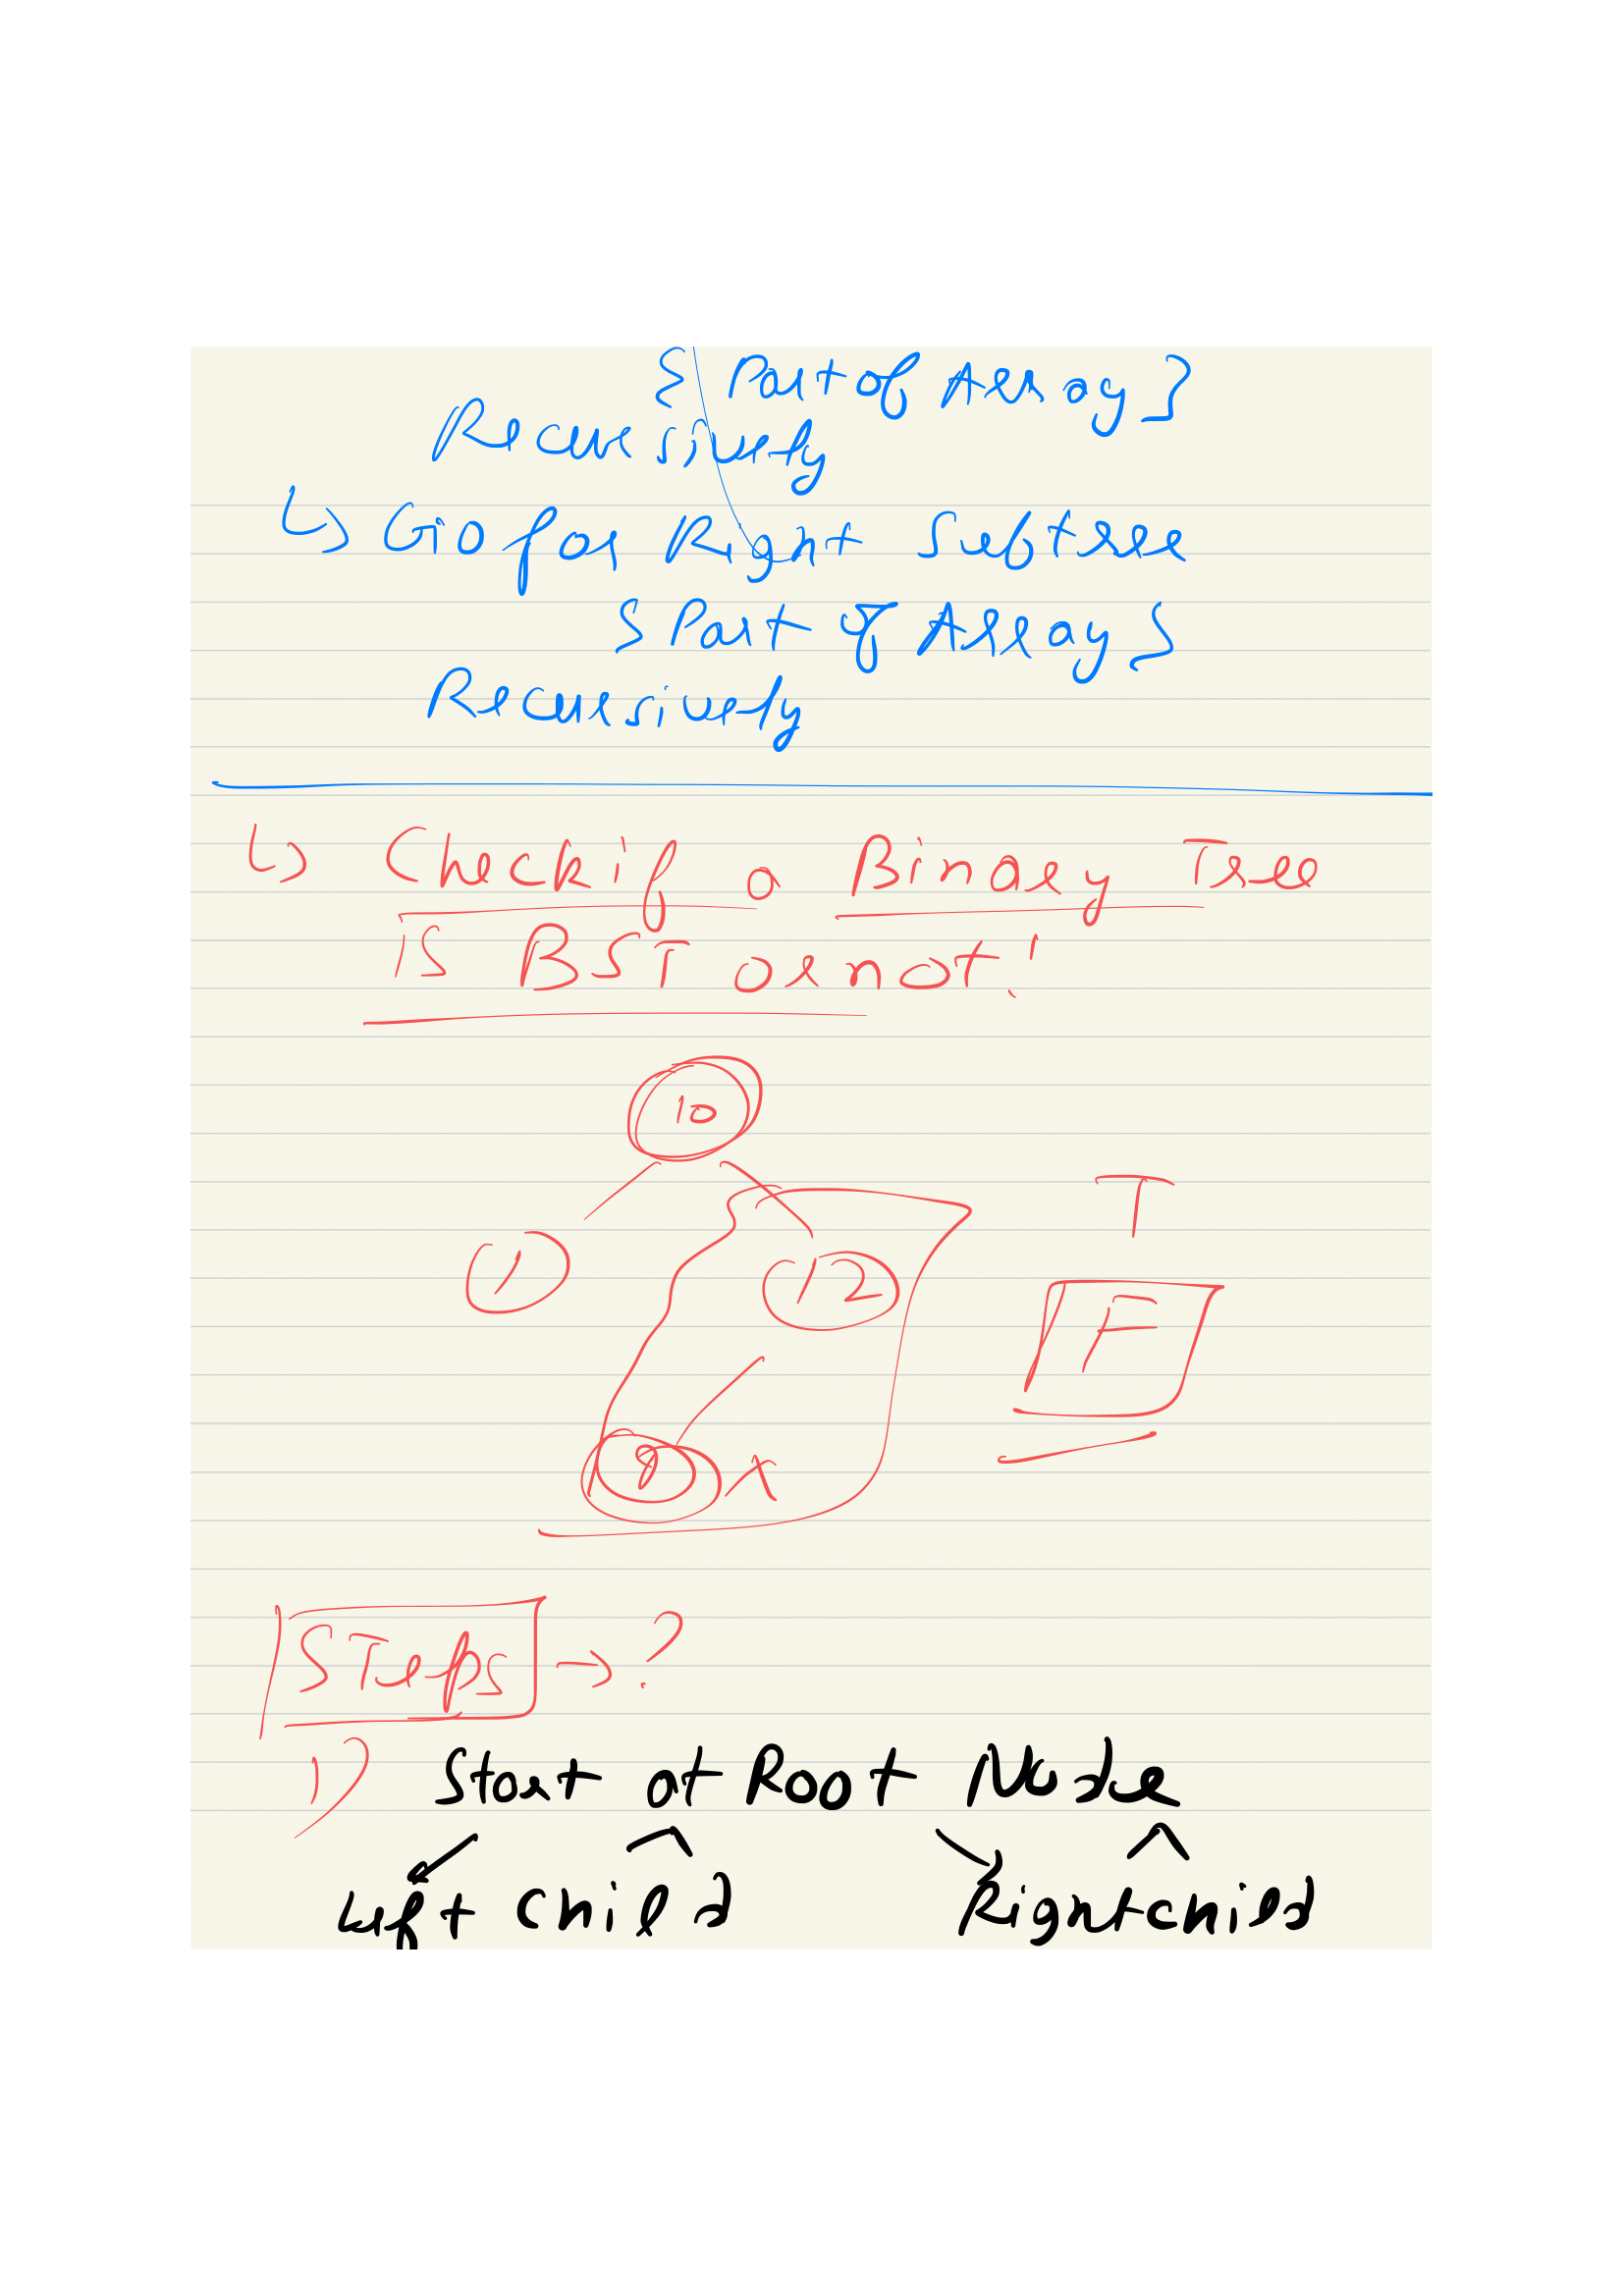 { Part of Array }
Recursively
↳ Go for Right Subtree
{ Part of Array }
Recursively
↳ Check if a Binary Tree
is BST or not!
10
T
1
12
F
9 x
Steps → ?
1) Start at Root Node
Left child Right child